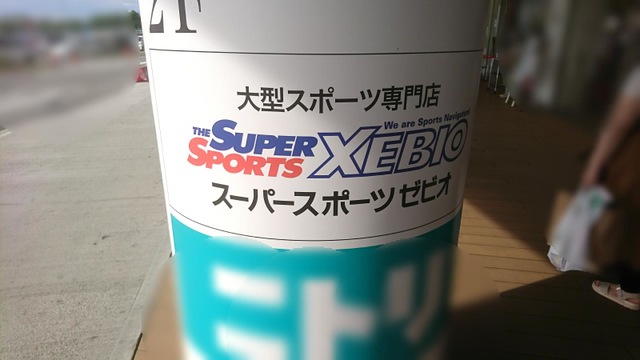 2F
大型スポーツ専門店
We are Sports Navigator
THE SUPER SPORTS XEBIO
スーパースポーツゼビオ